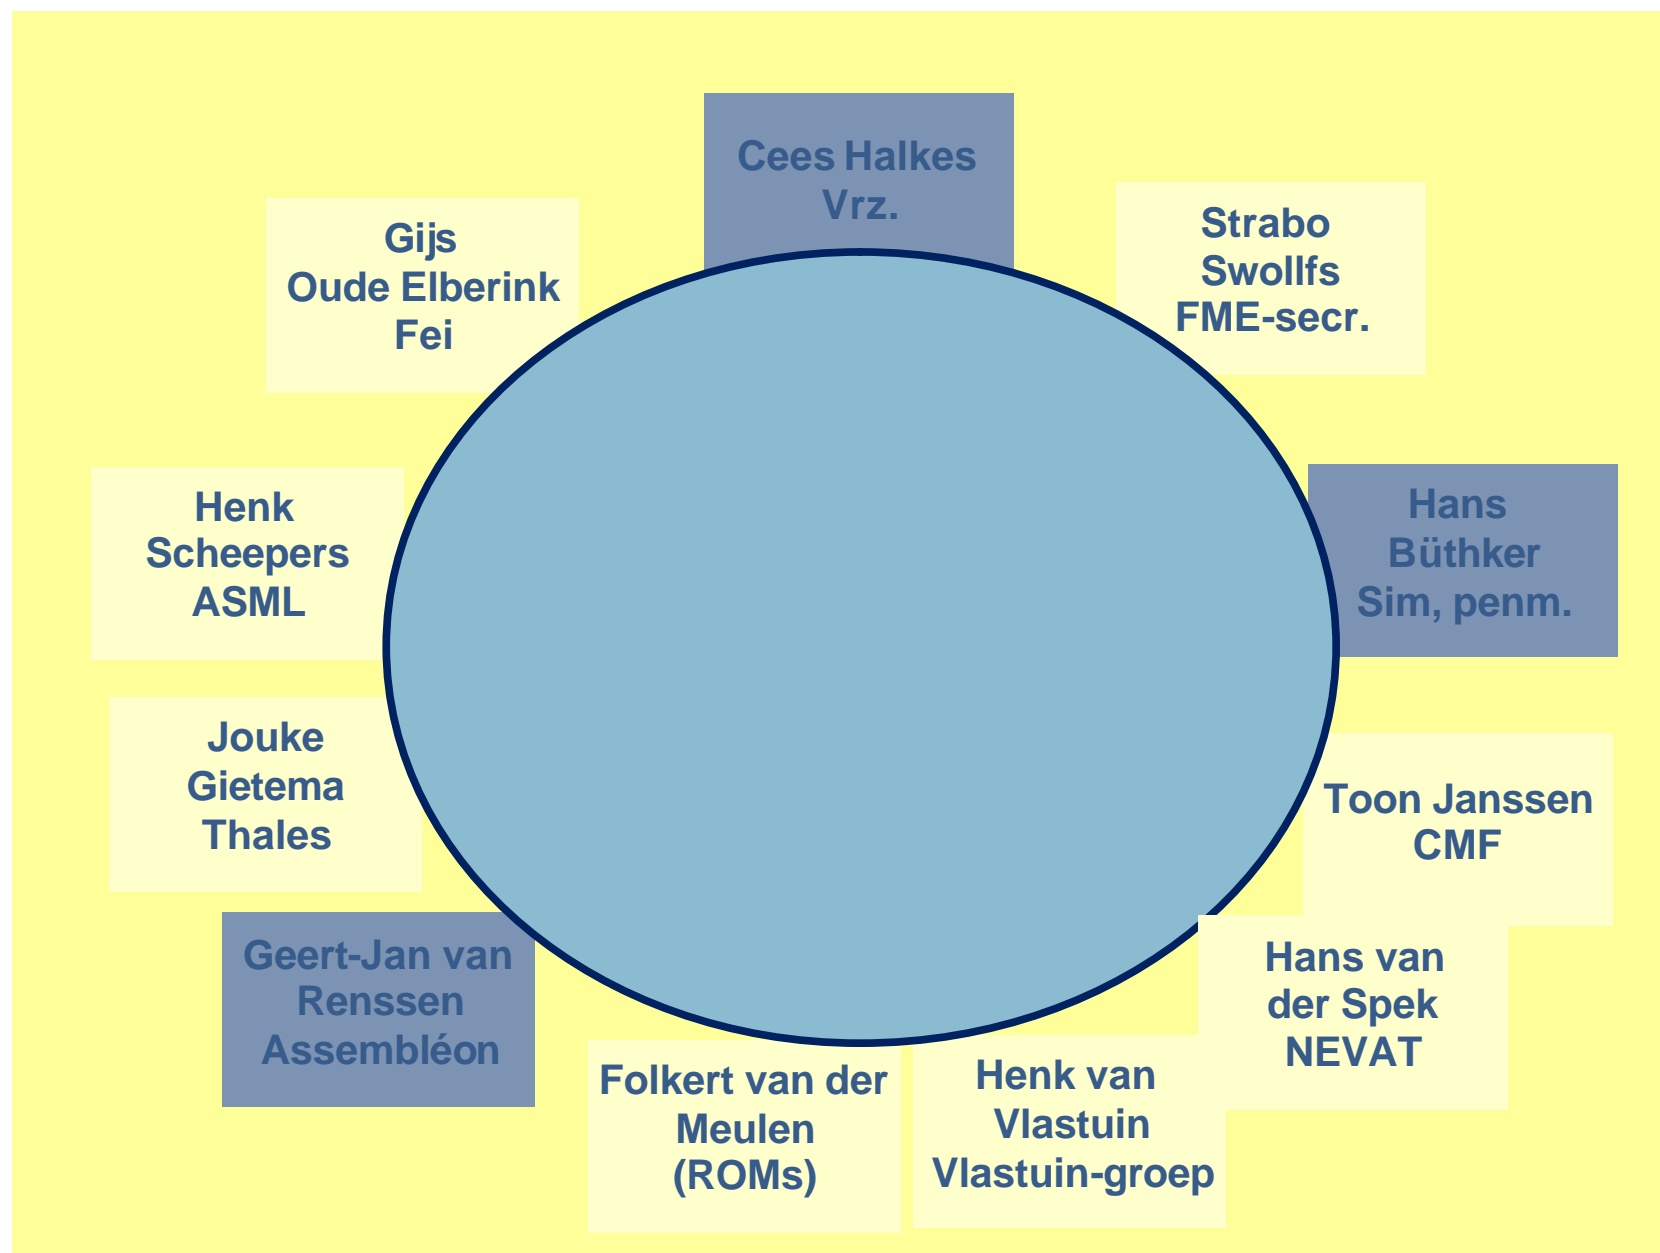 Cees Halkes
Vrz.
Strabo
Swollfs
FME-secr.
Gijs
Oude Elberink
Fei
Hans
Büthker
Sim, penm.
Henk
Scheepers
ASML
Jouke
Gietema
Thales
Toon Janssen
CMF
Geert-Jan van
Renssen
Assembléon
Hans van
der Spek
NEVAT
Folkert van der
Meulen
(ROMs)
Henk van
Vlastuin
Vlastuin-groep